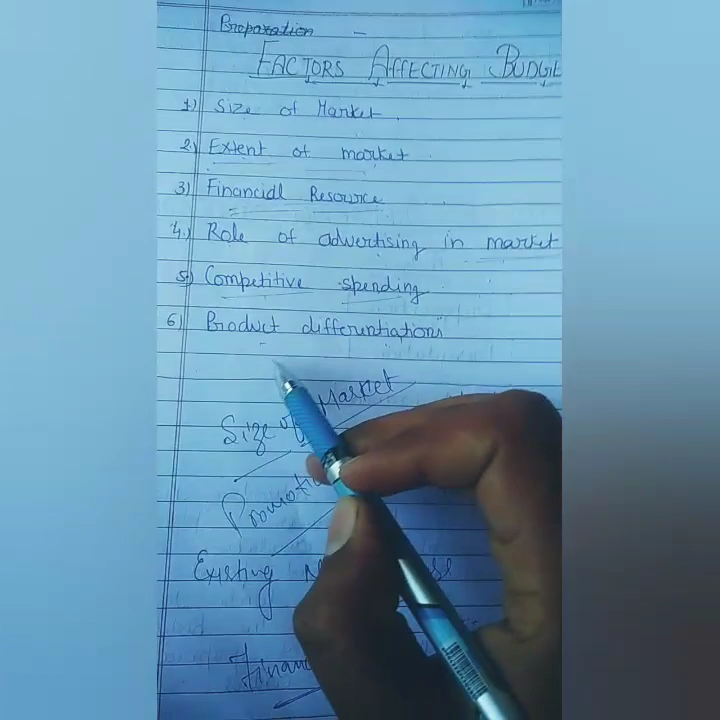 Preparation -
FACTORS AFFECTING BUDGE
1) Size of Market.
2.) Extent of market.
3) Financial Resource
4.) Role of advertising in market
5) Competitive spending
6) Product differentiations
Size of Market
Promoti
Existing
Financ